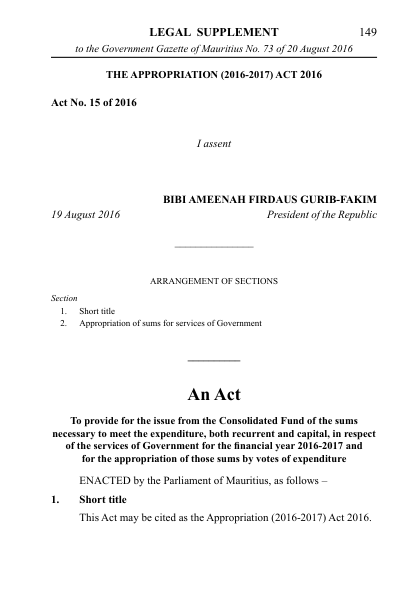 LEGAL SUPPLEMENT 149
to the Government Gazette of Mauritius No. 73 of 20 August 2016
THE APPROPRIATION (2016-2017) ACT 2016
Act No. 15 of 2016
I assent
BIBI AMEENAH FIRDAUS GURIB-FAKIM
19 August 2016 President of the Republic
ARRANGEMENT OF SECTIONS
Section
1. Short title
2. Appropriation of sums for services of Government
An Act
To provide for the issue from the Consolidated Fund of the sums
necessary to meet the expenditure, both recurrent and capital, in respect
of the services of Government for the financial year 2016-2017 and
for the appropriation of those sums by votes of expenditure
ENACTED by the Parliament of Mauritius, as follows –
1. Short title
This Act may be cited as the Appropriation (2016-2017) Act 2016.